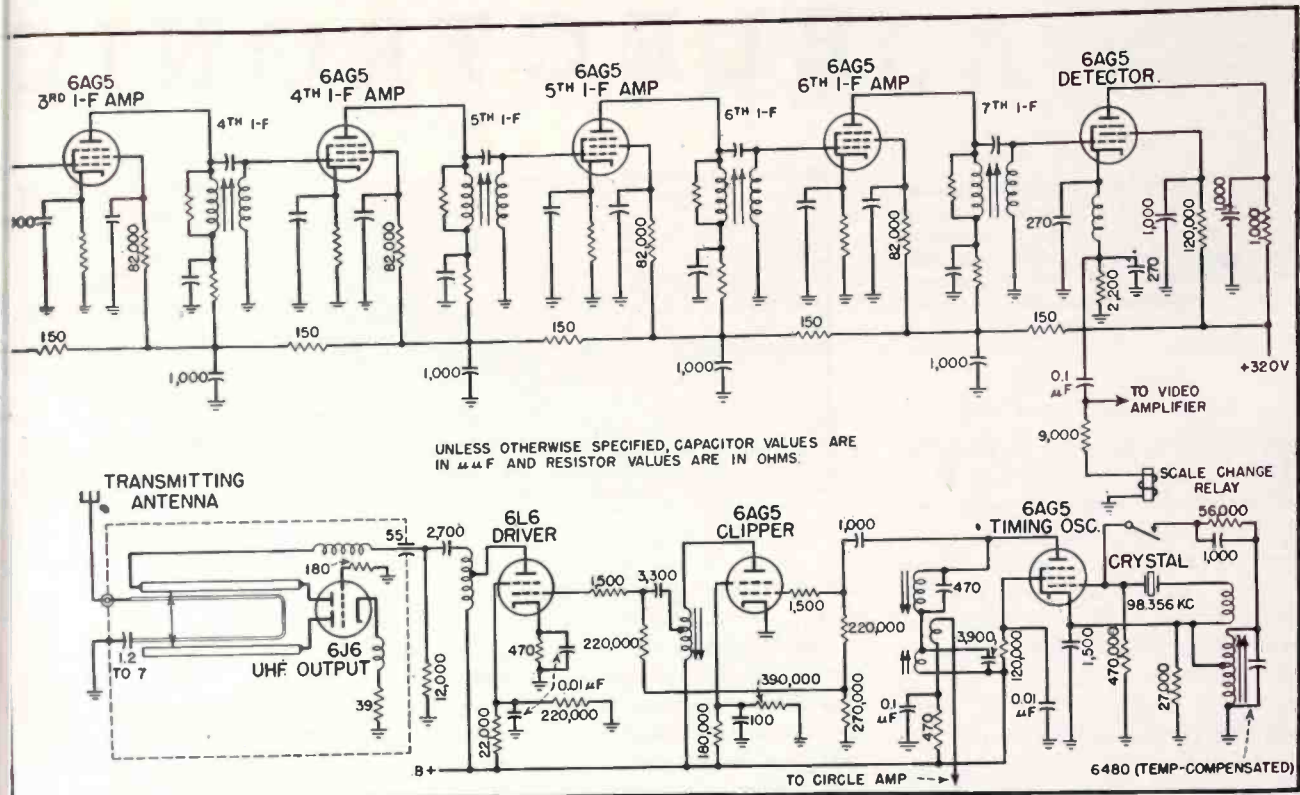 6AG5
3RD I-F AMP
4TH I-F
6AG5
4TH I-F AMP
5TH I-F
6AG5
5TH I-F AMP
6TH I-F
6AG5
6TH I-F AMP
7TH I-F
6AG5
DETECTOR.
82,000
82,000
82,000
82,000
270
2,200
270
1,000
120,000
1,000
1,000
150
150
150
150
150
1,000
1,000
1,000
1,000
+320V
0.1
μF
TO VIDEO
AMPLIFIER
9,000
SCALE CHANGE
RELAY
UNLESS OTHERWISE SPECIFIED, CAPACITOR VALUES ARE
IN μμF AND RESISTOR VALUES ARE IN OHMS.
TRANSMITTING
ANTENNA
180
55
2,700
6J6
UHF OUTPUT
1.2
TO 7
39
12,000
6L6
DRIVER
1,500
3,300
470
220,000
0.01 μF
22,000
220,000
6AG5
CLIPPER
1,500
1,000
220,000
390,000
100
180,000
270,000
470
3,900
0.1
μF
470
6AG5
TIMING OSC.
120,000
0.01
μF
1,500
470,000
CRYSTAL
98.356 KC
56,000
1,000
27,000
B+
TO CIRCLE AMP
6480 (TEMP-COMPENSATED)